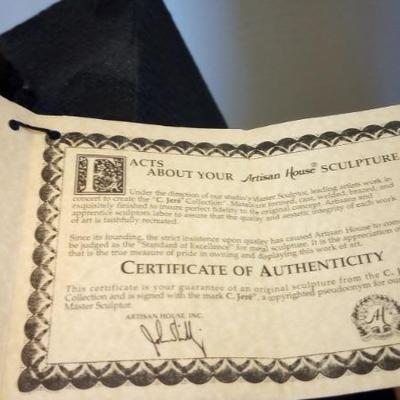 FACTS
ABOUT YOUR Artisan House® SCULPTURE
Under the direction of our studio's Master Sculptor, leading artists work in
concert to create the "C. Jeré" Collection. Metals are formed, cast, welded, brazed, and
exquisitely finished to insure perfect fidelity to the original concept. Artisans and
apprentice sculptors labor to assure that the quality and aesthetic integrity of each work
of art is faithfully recreated.
Since its founding, the strict insistence upon quality has caused Artisan House to
be judged as the "Standard of Excellence" for metal sculpture. It is the appreciation of
that is the true measure of pride in owning and displaying this work of art.
CERTIFICATE OF AUTHENTICITY
This certificate is your guarantee of an original sculpture from the C. Jeré
Collection and is signed with the mark C. Jeré®, a copyrighted pseudoonym for our
Master Sculptor.
ARTISAN HOUSE, INC.
AH